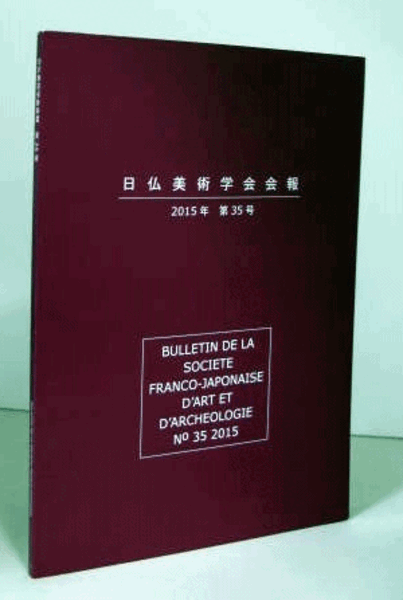 日仏美術学会会報
2015年 第35号
BULLETIN DE LA
SOCIETE
FRANCO-JAPONAISE
D'ART ET
D'ARCHEOLOGIE
Nº 35 2015